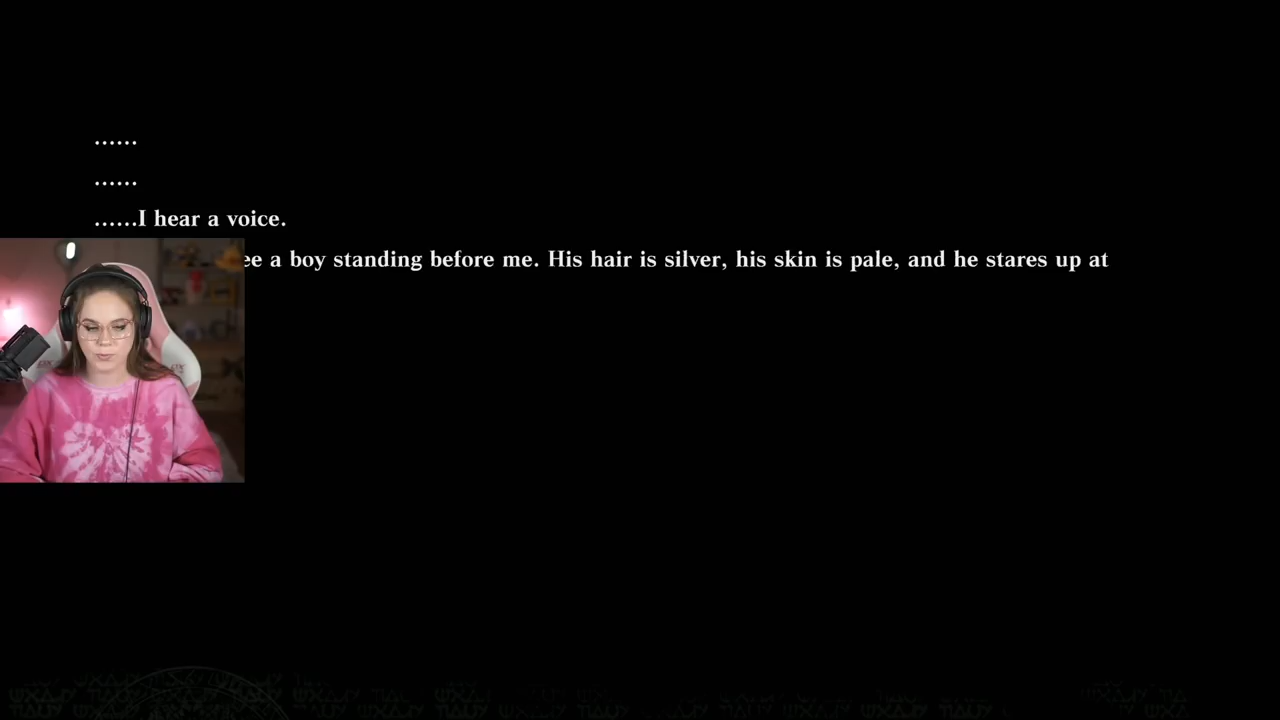 ......
......
......I hear a voice.
a boy standing before me. His hair is silver, his skin is pale, and he stares up at